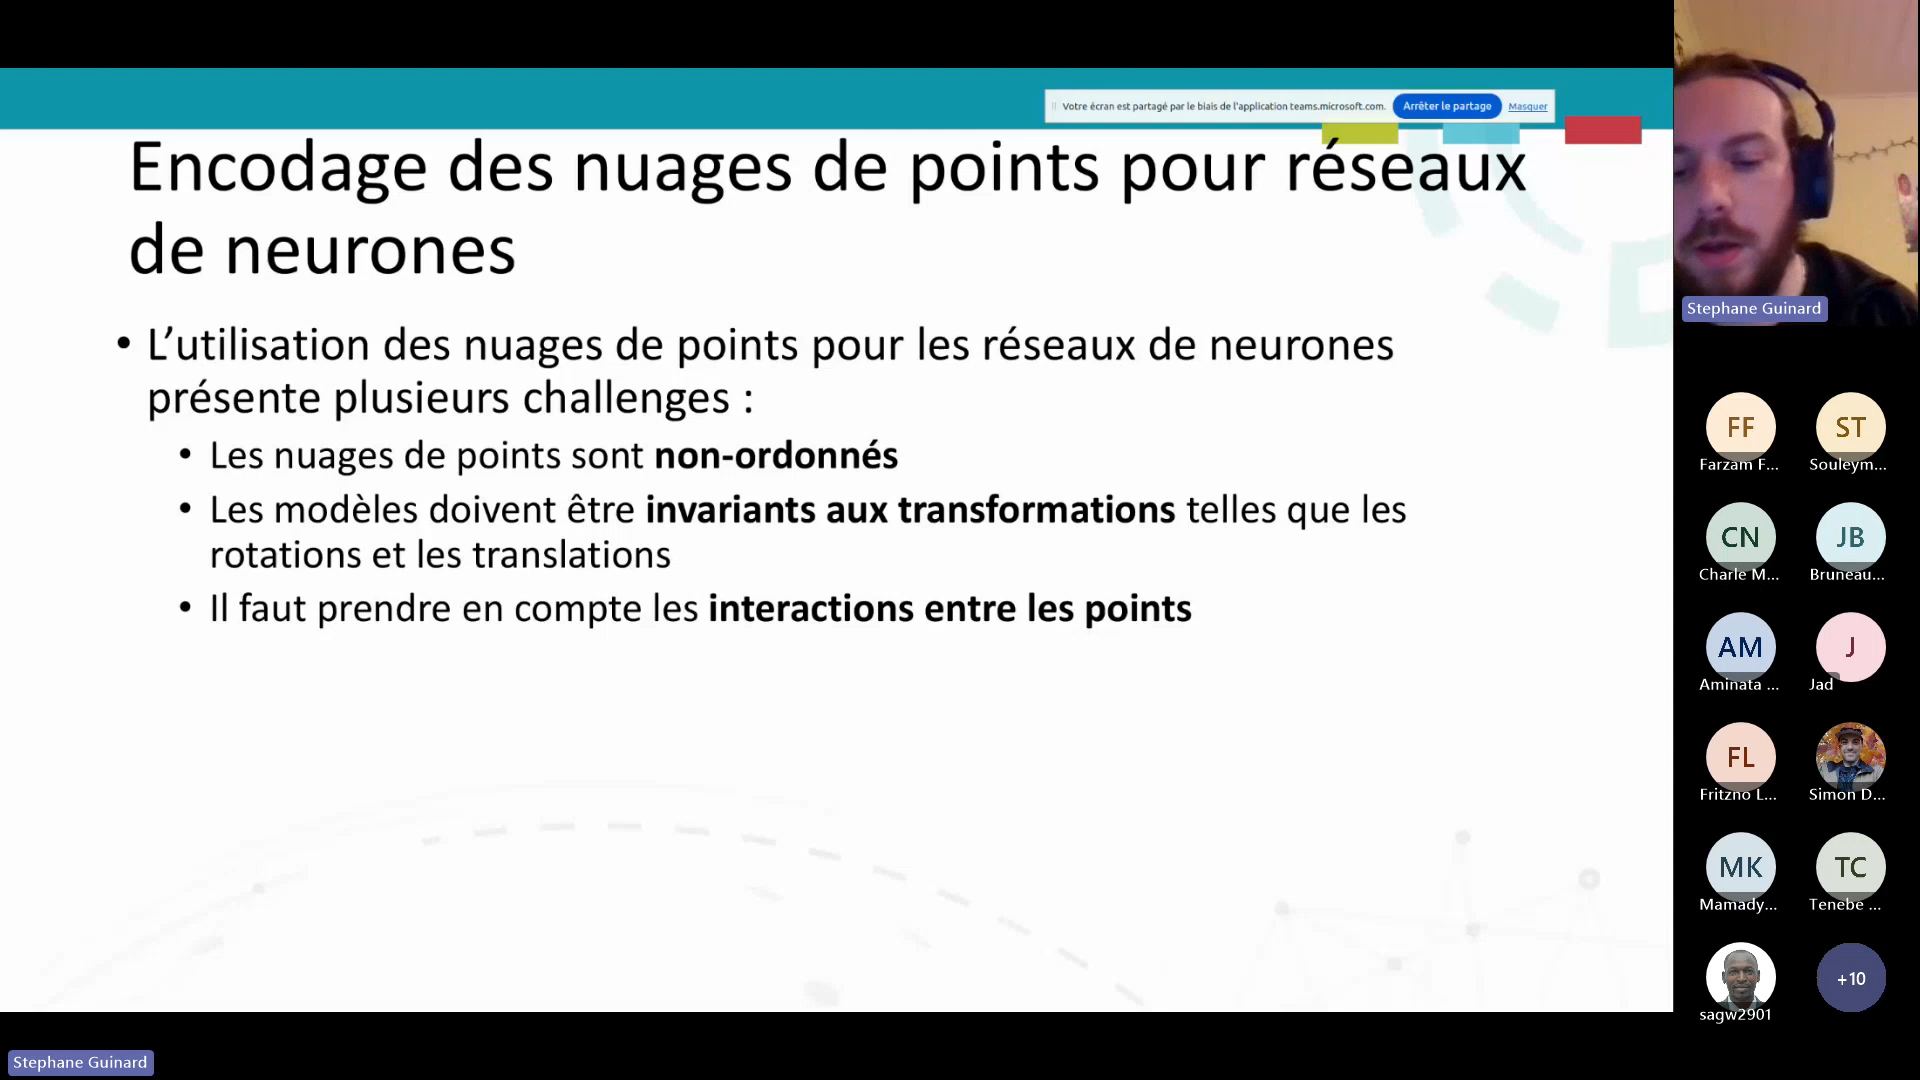 Votre écran est partagé par le biais de l'application teams.microsoft.com. Arrêter le partage Masquer
Encodage des nuages de points pour réseaux
de neurones
• L’utilisation des nuages de points pour les réseaux de neurones
présente plusieurs challenges :
• Les nuages de points sont non-ordonnés
• Les modèles doivent être invariants aux transformations telles que les
rotations et les translations
• Il faut prendre en compte les interactions entre les points
Stephane Guinard
FF
Farzam F...
ST
Souleym...
CN
Charle M...
JB
Bruneau...
AM
Aminata ...
J
Jad
FL
Fritzno L...
Simon D...
MK
Mamady...
TC
Tenebe ...
sagw2901
+10
Stephane Guinard